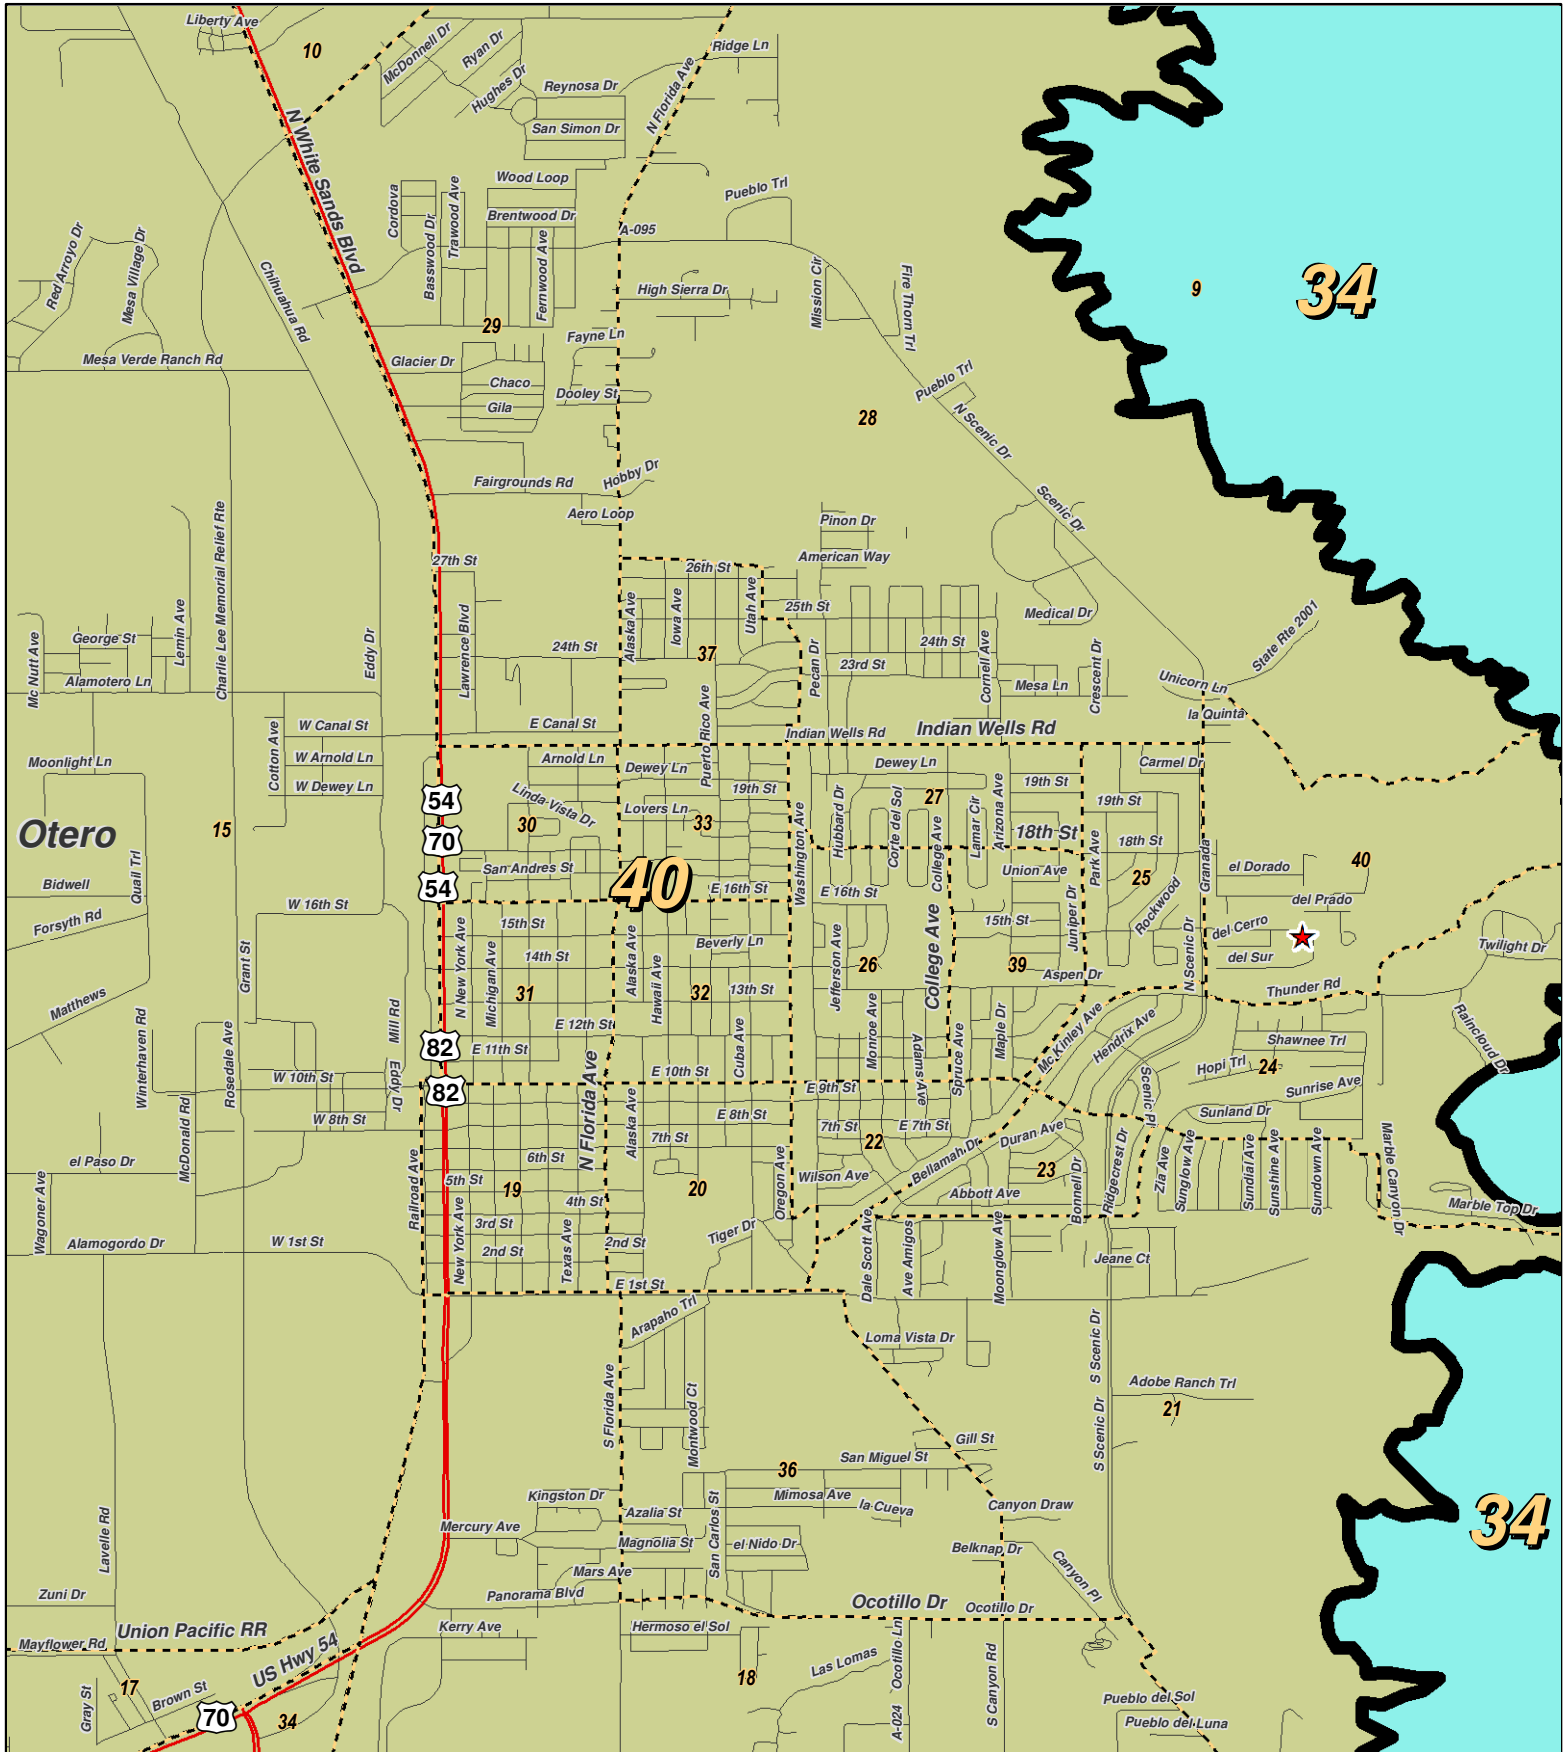 Liberty Ave
10
McDonnell Dr
Ryan Dr
Hughes Dr
Ridge Ln
Reynosa Dr
N Florida Ave
San Simon Dr
N White Sands Blvd
Wood Loop
Cordova
Basswood Dr
Trawood Ave
Brentwood Dr
Fernwood Ave
Pueblo Trl
A-095
Red Arroyo Dr
Mesa Village Dr
Chihuahua Rd
High Sierra Dr
Mission Cir
Fire Thorn Trl
9
34
29
Fayne Ln
Mesa Verde Ranch Rd
Glacier Dr
Chaco
Gila
Dooley St
Pueblo Trl
N Scenic Dr
28
Fairgrounds Rd
Hobby Dr
Aero Loop
Scenic Dr
Pinon Dr
American Way
Charlie Lee Memorial Relief Rte
27th St
26th St
Alaska Ave
Iowa Ave
Utah Ave
25th St
Medical Dr
State Rte 2001
Mc Nutt Ave
George St
Lemin Ave
Eddy Dr
Lawrence Blvd
24th St
37
Pecan Dr
24th St
23rd St
Cornell Ave
Crescent Dr
Mesa Ln
Alamotero Ln
Unicorn Ln
la Quinta
W Canal St
E Canal St
Puerto Rico Ave
Indian Wells Rd
Indian Wells Rd
Cotton Ave
Moonlight Ln
W Arnold Ln
Arnold Ln
Dewey Ln
Dewey Ln
Carmel Dr
W Dewey Ln
54
Linda Vista Dr
Lovers Ln
19th St
Hubbard Dr
Corte del Sol
27
Lamar Cir
Arizona Ave
19th St
19th St
Otero
15
70
30
33
Washington Ave
College Ave
18th St
Park Ave
18th St
Granada
el Dorado
40
Quail Trl
Bidwell
54
San Andres St
40
E 16th St
E 16th St
Union Ave
25
Juniper Dr
Rockwood
del Prado
Forsyth Rd
W 16th St
N New York Ave
15th St
Michigan Ave
Beverly Ln
15th St
del Cerro
Twilight Dr
Grant St
14th St
Alaska Ave
Hawaii Ave
Jefferson Ave
26
College Ave
39
Aspen Dr
N Scenic Dr
del Sur
Matthews
31
32
13th St
Thunder Rd
Winterhaven Rd
Rosedale Ave
Mill Rd
E 12th St
Monroe Ave
Adams Ave
Maple Dr
Mc Kinley Ave
Hendrix Ave
Raincloud Dr
82
E 11th St
Cuba Ave
Spruce Ave
Shawnee Trl
Hopi Trl
24
W 10th St
Eddy Dr
82
N Florida Ave
E 10th St
E 9th St
Scenic Pl
Sunrise Ave
McDonald Rd
W 8th St
Alaska Ave
E 8th St
7th St
E 7th St
Sunland Dr
7th St
22
Duran Ave
el Paso Dr
6th St
Bellamah Dr
Marble Canyon Dr
Railroad Ave
5th St
19
20
Oregon Ave
Wilson Ave
23
Bonnell Dr
Ridgecrest Dr
Zia Ave
Sunglow Ave
Sundial Ave
Sunshine Ave
Sundown Ave
Wagoner Ave
4th St
Abbott Ave
Marble Top Dr
New York Ave
3rd St
Texas Ave
Tiger Dr
Dale Scott Ave
Ave Amigos
Moonglow Ave
Alamogordo Dr
W 1st St
2nd St
2nd St
Jeane Ct
E 1st St
Arapaho Trl
Loma Vista Dr
S Scenic Dr
S Florida Ave
Montwood Ct
Adobe Ranch Trl
21
S Scenic Dr
Gill St
San Miguel St
36
Kingston Dr
Mimosa Ave
la Cueva
Canyon Draw
34
Azalia St
San Carlos St
Mercury Ave
Magnolia St
el Nido Dr
Belknap Dr
Canyon Pl
Lavelle Rd
Mars Ave
Zuni Dr
Panorama Blvd
Ocotillo Dr
Ocotillo Dr
Union Pacific RR
Kerry Ave
Hermoso el Sol
Mayflower Rd
US Hwy 54
Las Lomas
Ocotillo Ln
S Canyon Rd
17
Gray St
Brown St
18
70
34
A-024
Pueblo del Sol
Pueblo del Luna